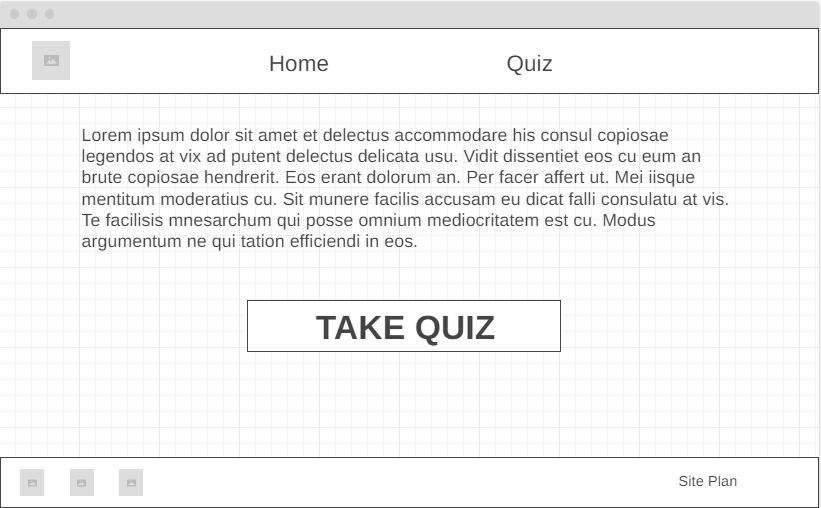 Home Quiz
Lorem ipsum dolor sit amet et delectus accommodare his consul copiosae
legendos at vix ad putent delectus delicata usu. Vidit dissentiet eos cu eum an
brute copiosae hendrerit. Eos erant dolorum an. Per facer affert ut. Mei iisque
mentitum moderatius cu. Sit munere facilis accusam eu dicat falli consulatu at vis.
Te facilisis mnesarchum qui posse omnium mediocritatem est cu. Modus
argumentum ne qui tation efficiendi in eos.
TAKE QUIZ
Site Plan